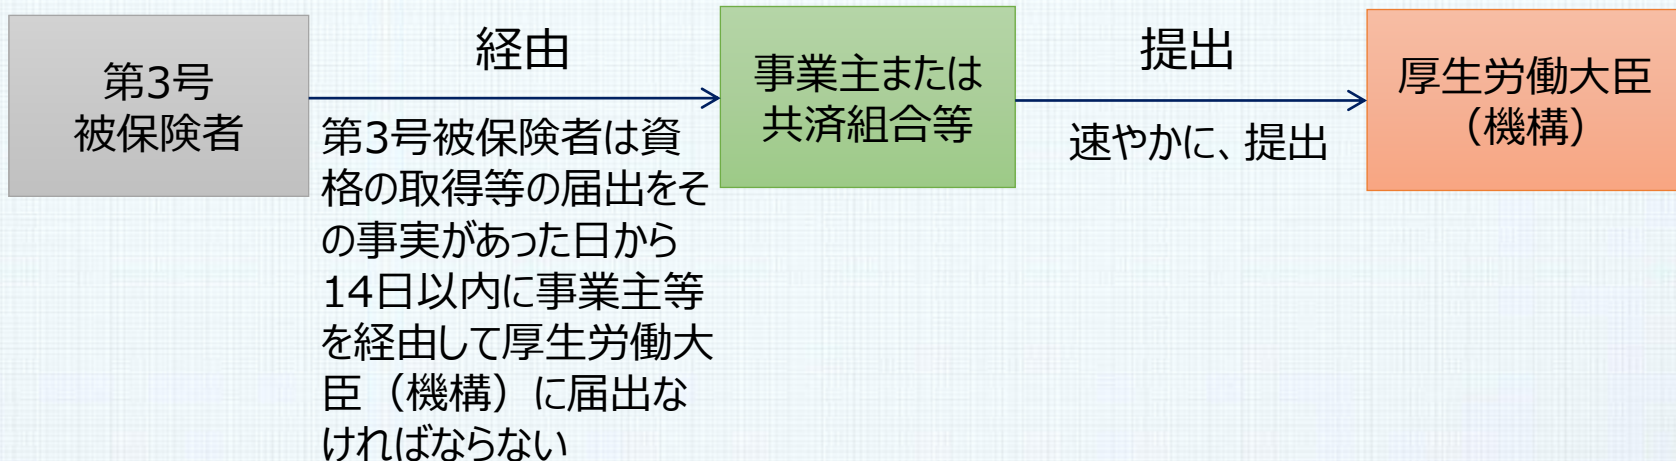 第3号
被保険者
経由
第3号被保険者は資
格の取得等の届出をそ
の事実があった日から
14日以内に事業主等
を経由して厚生労働大
臣（機構）に届出な
ければならない
事業主または
共済組合等
提出
速やかに、提出
厚生労働大臣
（機構）